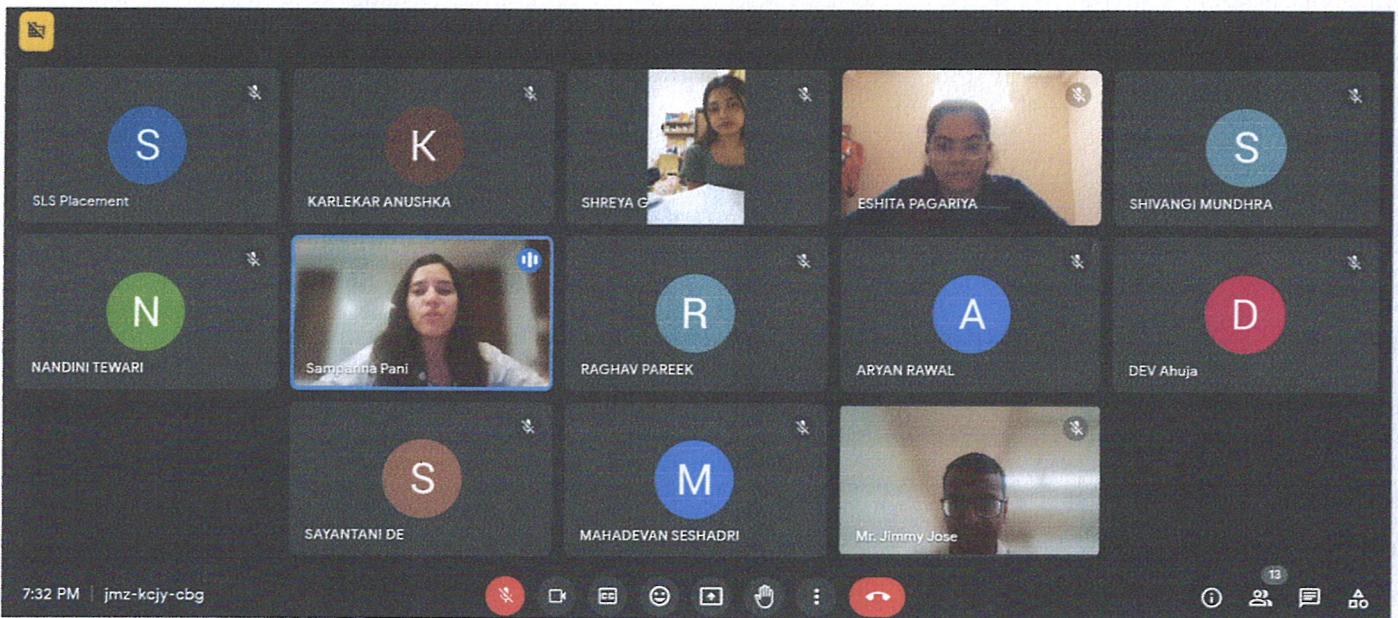 S
SLS Placement
K
KARLEKAR ANUSHKA
SHREYA G
ESHITA PAGARIYA
S
SHIVANGI MUNDHRA
N
NANDINI TEWARI
Sampanna Pani
R
RAGHAV PAREEK
A
ARYAN RAWAL
D
DEV Ahuja
S
SAYANTANI DE
M
MAHADEVAN SESHADRI
Mr. Jimmy Jose
7:32 PM | jmz-kcjy-cbg
CC
13